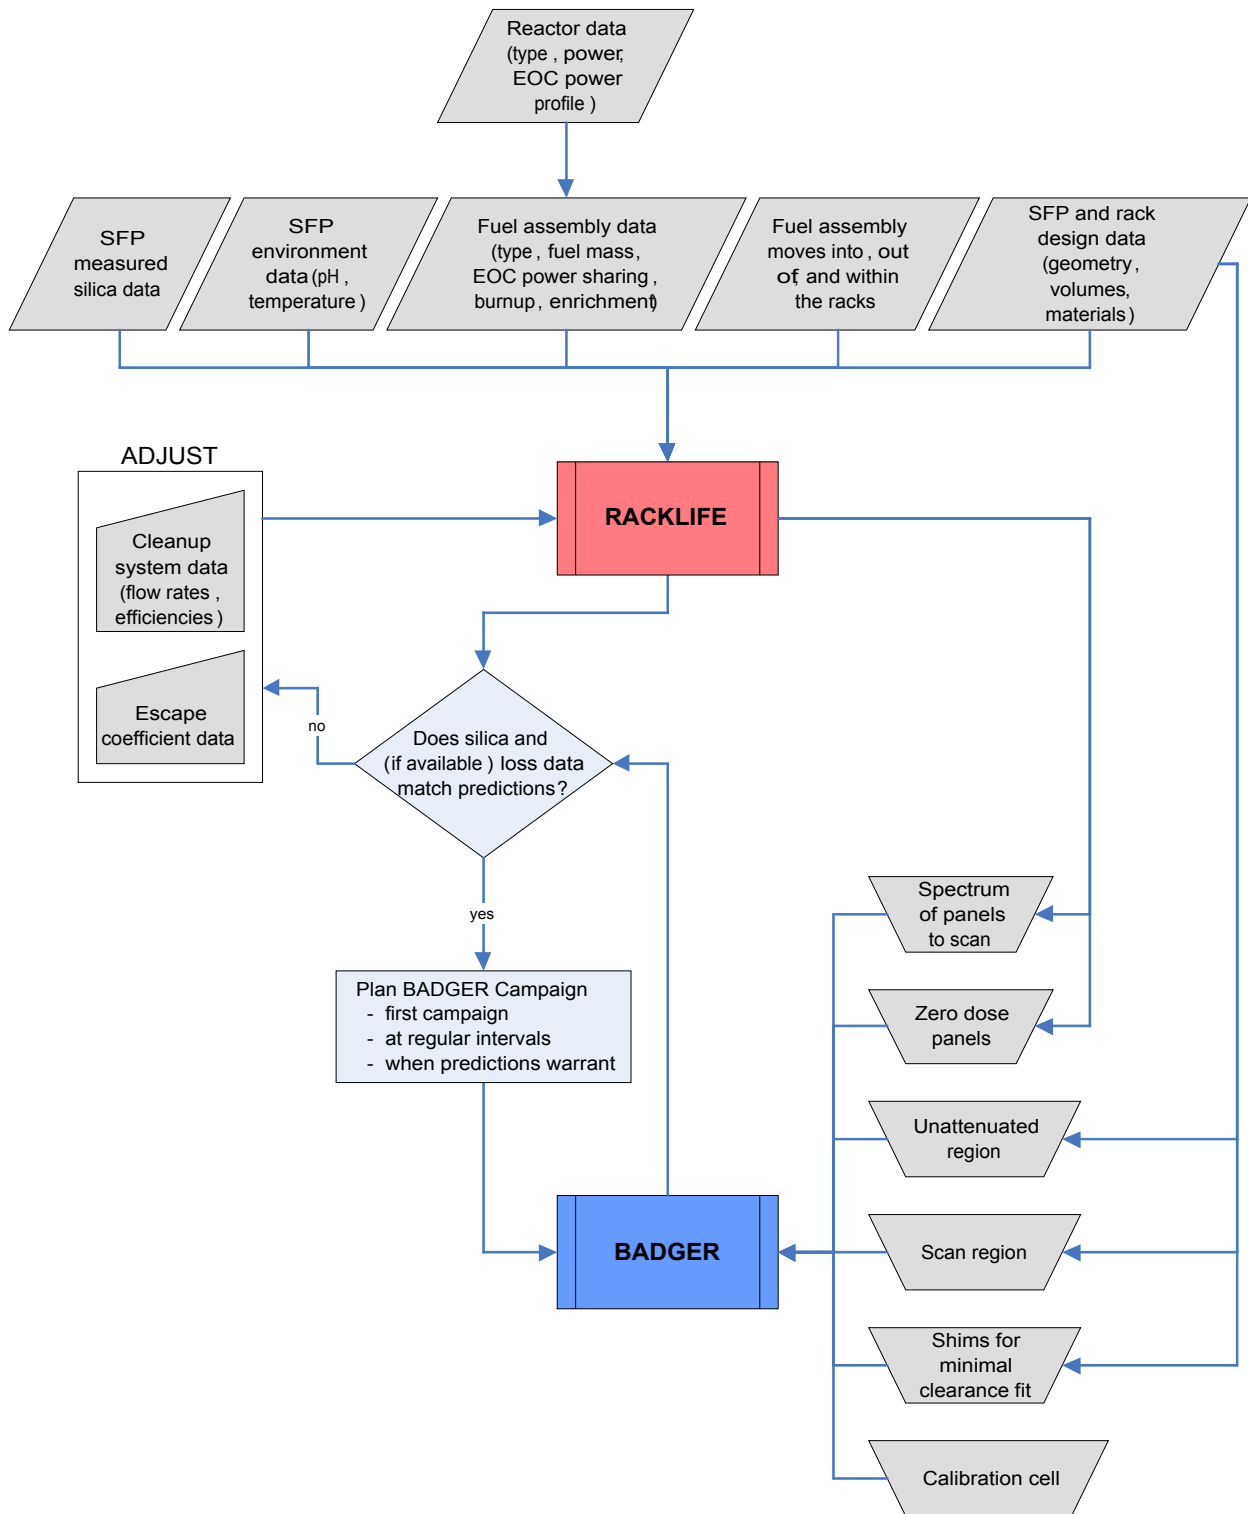 Reactor data
(type , power,
EOC power
profile )
SFP
measured
silica data
SFP
environment
data (pH ,
temperature )
Fuel assembly data
(type , fuel mass,
EOC power sharing ,
burnup , enrichment)
Fuel assembly
moves into , out
of, and within
the racks
SFP and rack
design data
(geometry ,
volumes,
materials )
ADJUST
Cleanup
system data
(flow rates ,
efficiencies )
Escape
coefficient data
RACKLIFE
no
Does silica and
(if available ) loss data
match predictions?
yes
Plan BADGER Campaign
- first campaign
- at regular intervals
- when predictions warrant
BADGER
Spectrum
of panels
to scan
Zero dose
panels
Unattenuated
region
Scan region
Shims for
minimal
clearance fit
Calibration cell